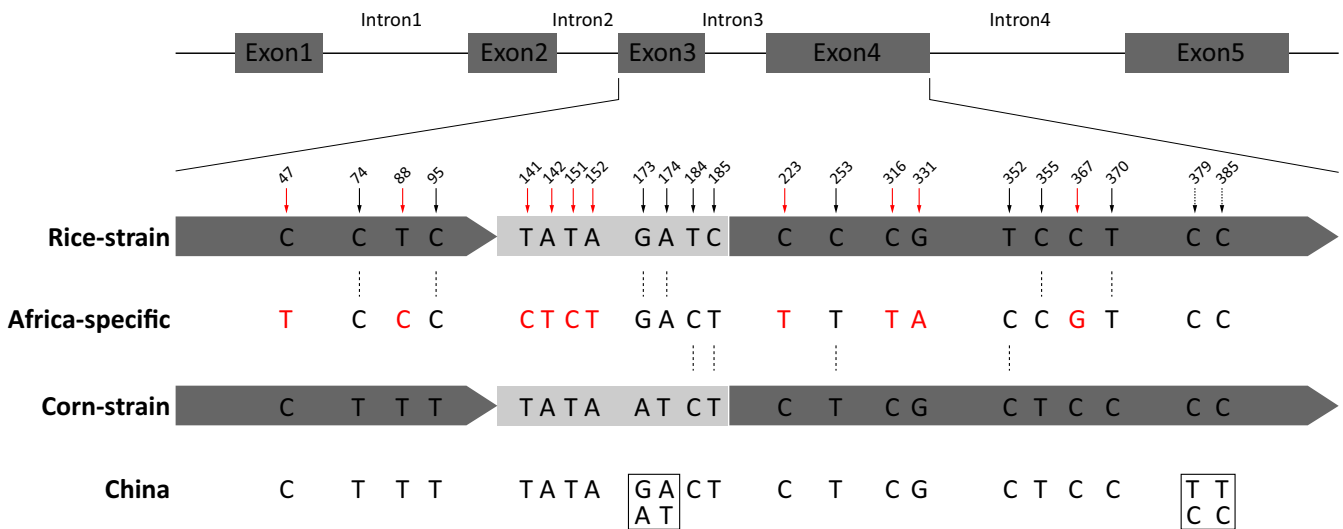 Intron1 Intron2 Intron3 Intron4
Exon1 Exon2 Exon3 Exon4 Exon5
47 74 88 95 141 142 151 152 173 174 184 185 223 253 316 331 352 355 367 370 379 385
Rice-strain C C T C T A T A G A T C C C C G T C C T C C
Africa-specific T C C C C T C T G A C T T T T A C C G T C C
Corn-strain C T T T T A T A A T C T C T C G C T C C C C
China C T T T T A T A G A C T C T C G C T C C T T
A T C C